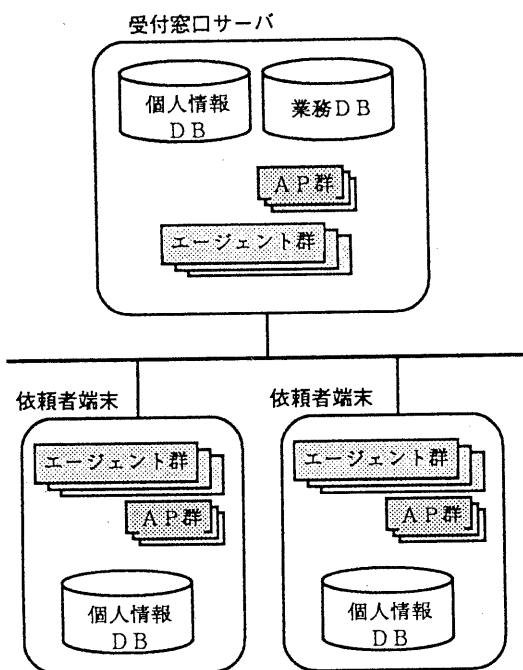 受付窓口サーバ
個人情報
DB
業務DB
AP群
エージェント群
依頼者端末
エージェント群
AP群
個人情報
DB
依頼者端末
エージェント群
AP群
個人情報
DB